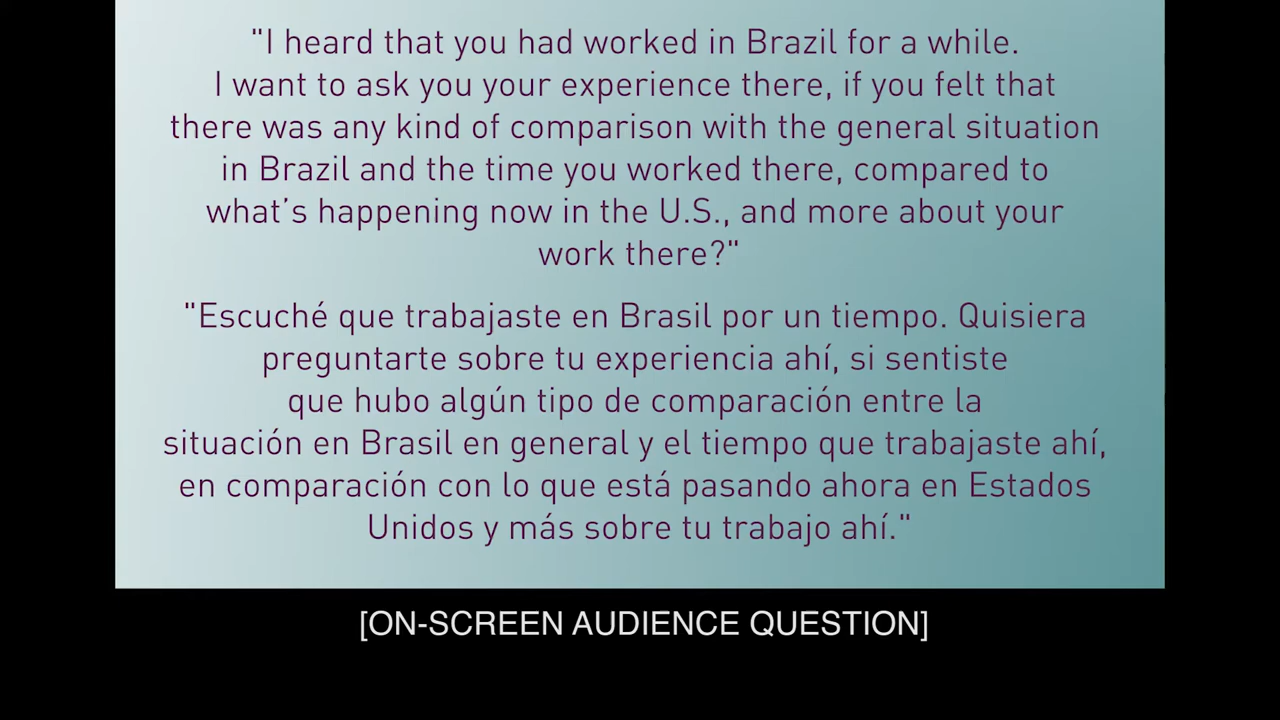 "I heard that you had worked in Brazil for a while.
I want to ask you your experience there, if you felt that
there was any kind of comparison with the general situation
in Brazil and the time you worked there, compared to
what's happening now in the U.S., and more about your
work there?"
"Escuché que trabajaste en Brasil por un tiempo. Quisiera
preguntarte sobre tu experiencia ahí, si sentiste
que hubo algún tipo de comparación entre la
situación en Brasil en general y el tiempo que trabajaste ahí,
en comparación con lo que está pasando ahora en Estados
Unidos y más sobre tu trabajo ahí."
[ON-SCREEN AUDIENCE QUESTION]